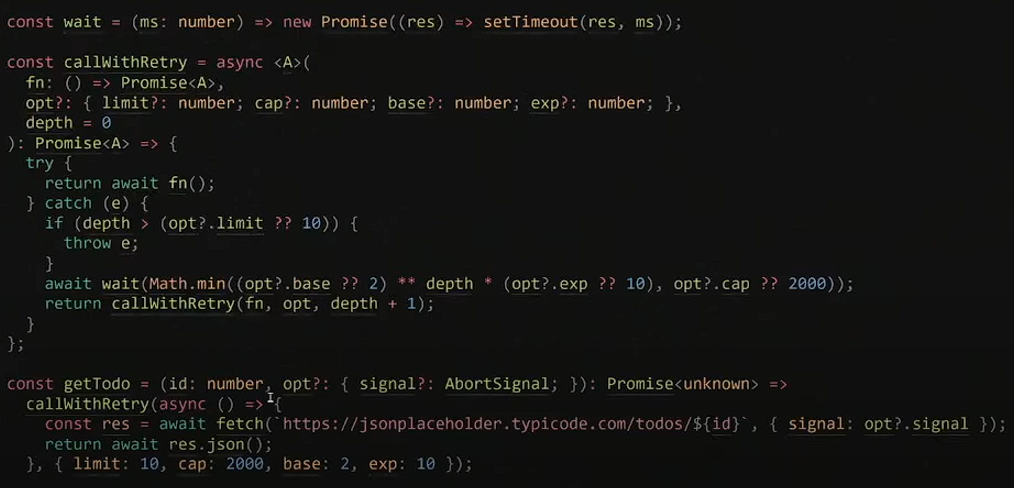 const wait = (ms: number) => new Promise((res) => setTimeout(res, ms));
const callWithRetry = async <A>(
fn: () => Promise<A>,
opt?: { limit?: number; cap?: number; base?: number; exp?: number; },
depth = 0
): Promise<A> => {
try {
return await fn();
} catch (e) {
if (depth > (opt?.limit ?? 10)) {
throw e;
}
await wait(Math.min((opt?.base ?? 2) ** depth * (opt?.exp ?? 10), opt?.cap ?? 2000));
return callWithRetry(fn, opt, depth + 1);
}
};
const getTodo = (id: number, opt?: { signal?: AbortSignal; }): Promise<unknown> =>
callWithRetry(async () => {
const res = await fetch(`https://jsonplaceholder.typicode.com/todos/${id}`, { signal: opt?.signal });
return await res.json();
}, { limit: 10, cap: 2000, base: 2, exp: 10 });